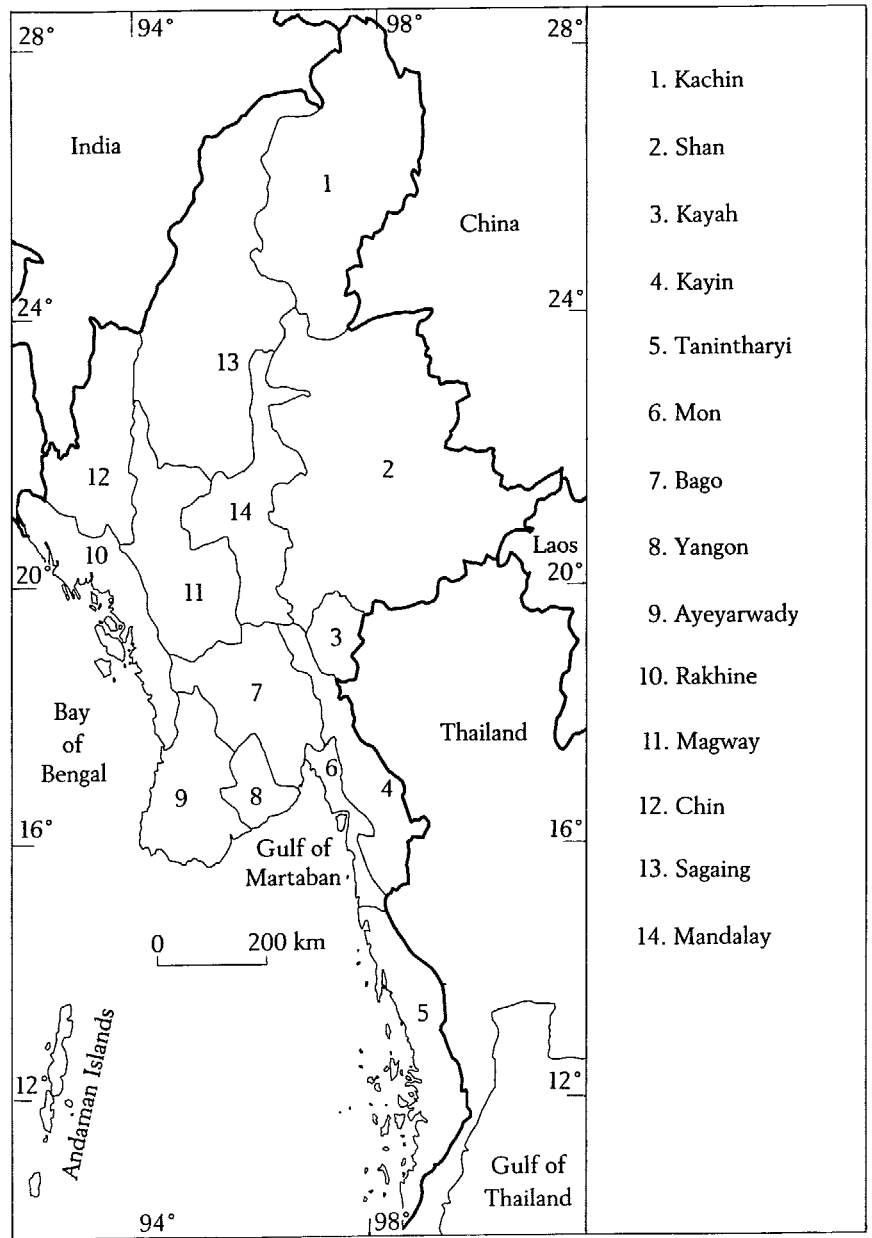 94°
98°
28°
28°
India
1
China
24°
24°
13
12
2
14
10
Laos
20°
20°
11
3
7
Bay
of
Bengal
Thailand
6
4
9
8
16°
16°
Gulf of
Martaban
0 200 km
5
Andaman Islands
12°
12°
Gulf of
Thailand
94°
98°
1. Kachin
2. Shan
3. Kayah
4. Kayin
5. Tanintharyi
6. Mon
7. Bago
8. Yangon
9. Ayeyarwady
10. Rakhine
11. Magway
12. Chin
13. Sagaing
14. Mandalay